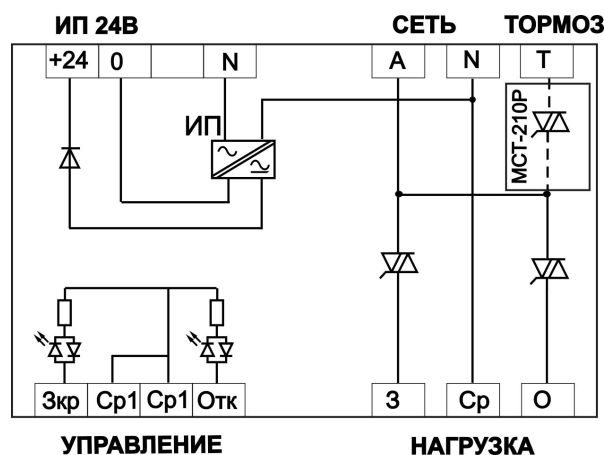 ИП 24В СЕТЬ ТОРМОЗ
+24 0 N A N T
ИП
МСТ-210Р
Зкр Ср1 Ср1 Отк З Ср О
УПРАВЛЕНИЕ НАГРУЗКА